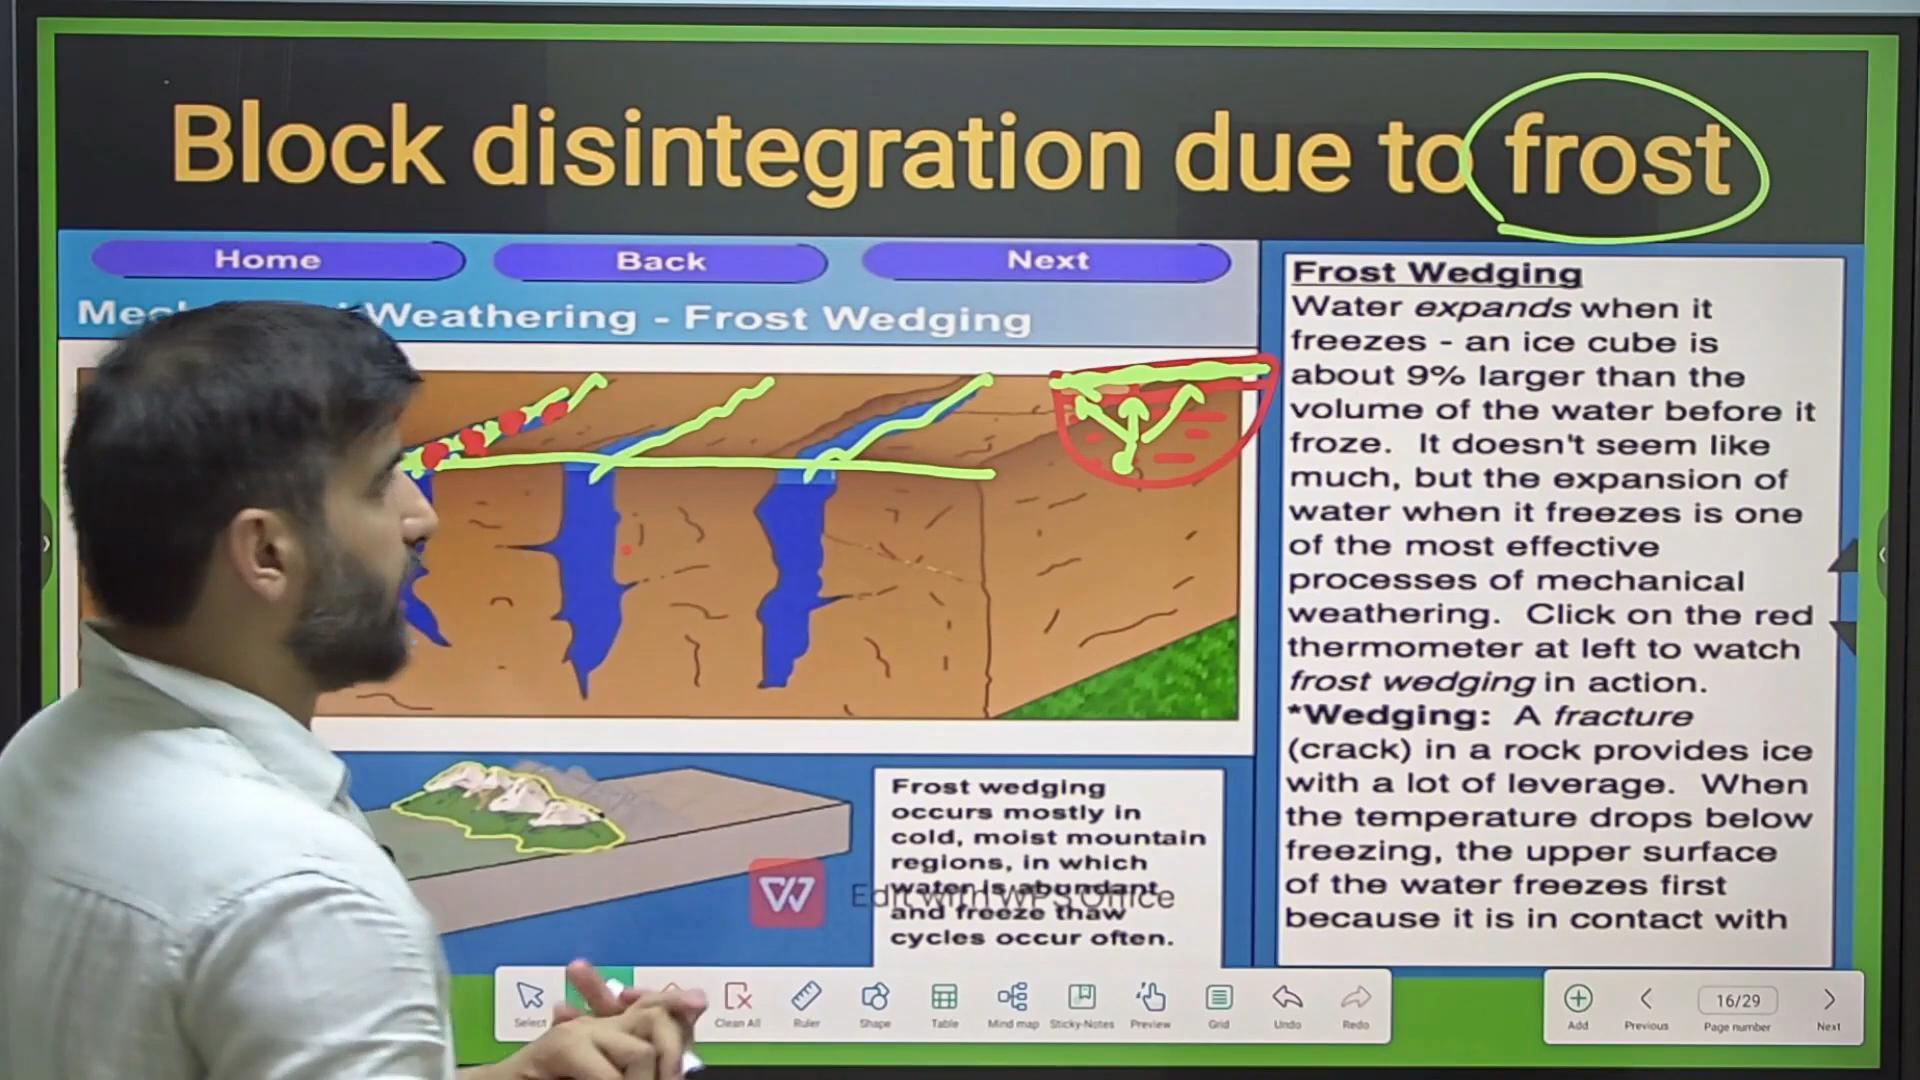 Block disintegration due to frost
Home
Back
Next
Weathering - Frost Wedging
Frost Wedging
Water expands when it
freezes - an ice cube is
about 9% larger than the
volume of the water before it
froze. It doesn't seem like
much, but the expansion of
water when it freezes is one
of the most effective
processes of mechanical
weathering. Click on the red
thermometer at left to watch
frost wedging in action.
*Wedging: A fracture
(crack) in a rock provides ice
with a lot of leverage. When
the temperature drops below
freezing, the upper surface
of the water freezes first
because it is in contact with
Frost wedging
occurs mostly in
cold, moist mountain
regions, in which
water is abundant
and freeze thaw
cycles occur often.
Edit with WPS Office
Select
Clean All
Ruler
Shape
Table
Mind map
Sticky-Notes
Preview
Grid
Undo
Redo
Add
Previous
16/29
Page number
Next